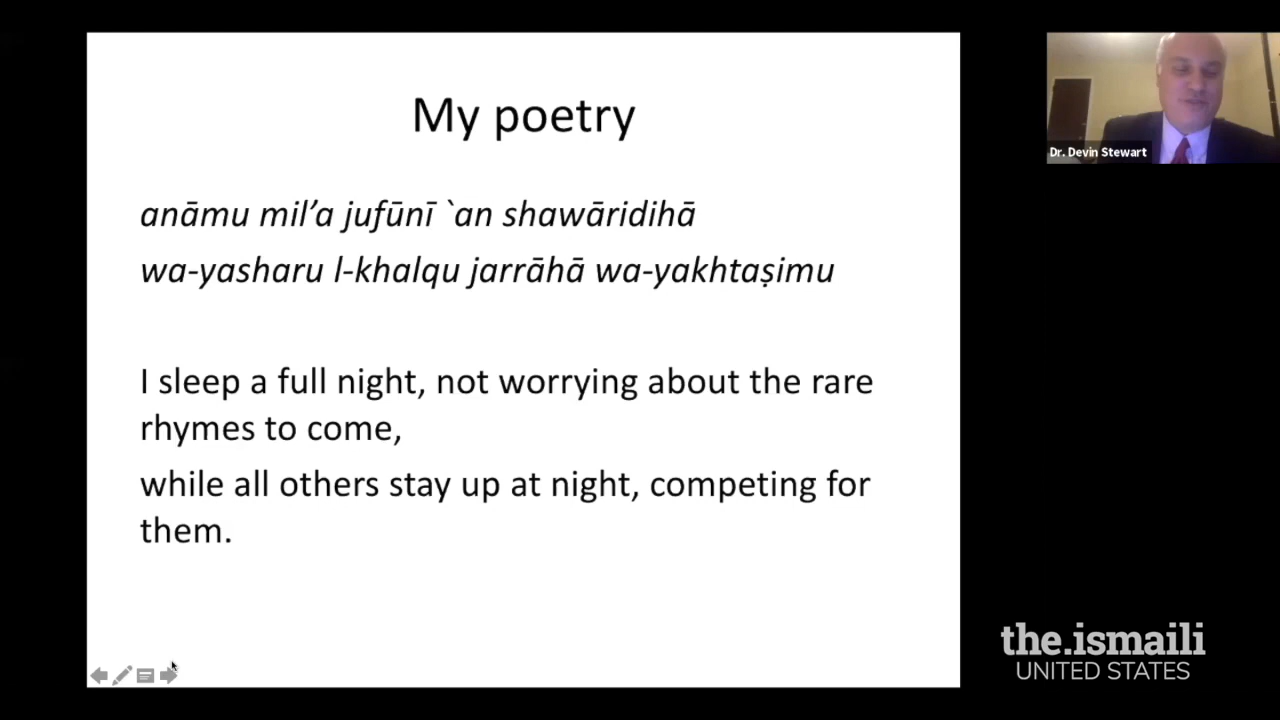 My poetry
anāmu mil’a jufūnī `an shawāridihā
wa-yasharu l-khalqu jarrāhā wa-yakhtaṣimu
I sleep a full night, not worrying about the rare
rhymes to come,
while all others stay up at night, competing for
them.
Dr. Devin Stewart
the.ismaili
UNITED STATES